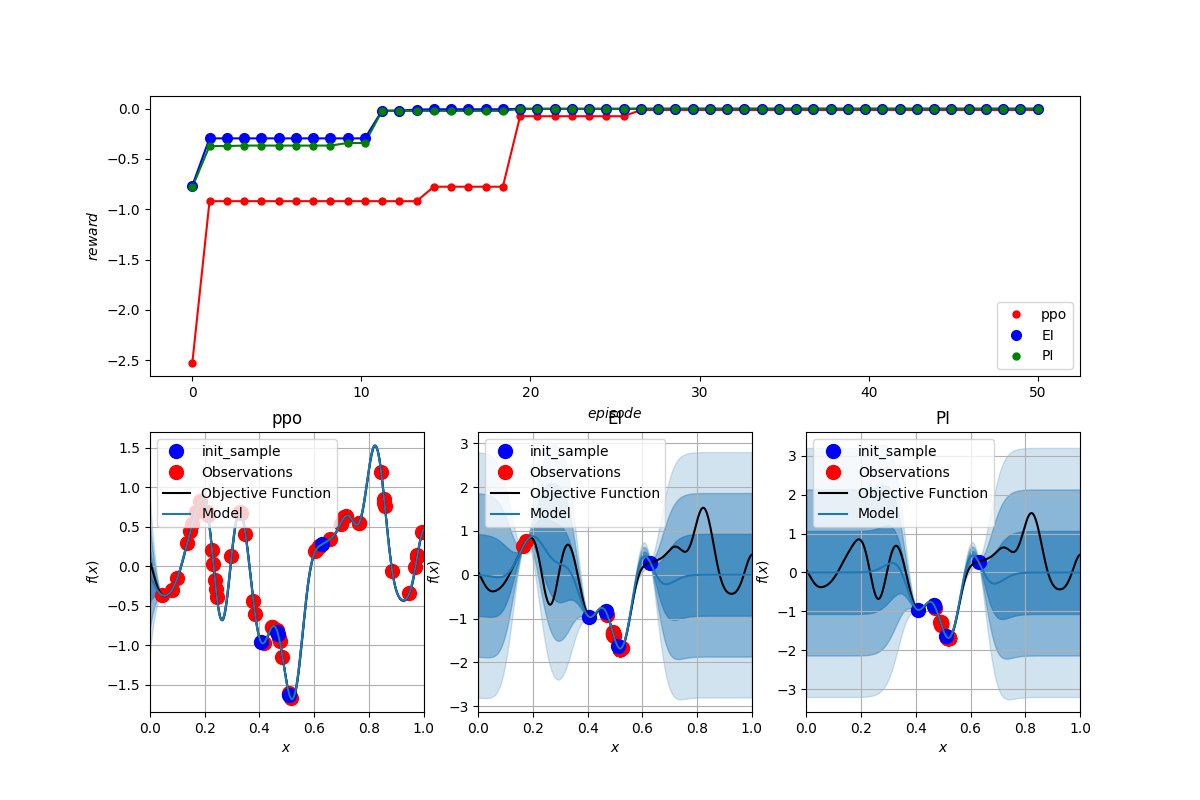 0.0
−0.5
−1.0
−1.5
−2.0
−2.5
reward
ppo
EI
PI
0 10 20 30 40 50
episode
ppo EI PI
1.5
1.0
0.5
0.0
−0.5
−1.0
−1.5
f(x)
init_sample
Observations
Objective Function
Model
0.0 0.2 0.4 0.6 0.8 1.0
x
3
2
1
0
−1
−2
−3
f(x)
init_sample
Observations
Objective Function
Model
0.0 0.2 0.4 0.6 0.8 1.0
x
3
2
1
0
−1
−2
−3
f(x)
init_sample
Observations
Objective Function
Model
0.0 0.2 0.4 0.6 0.8 1.0
x